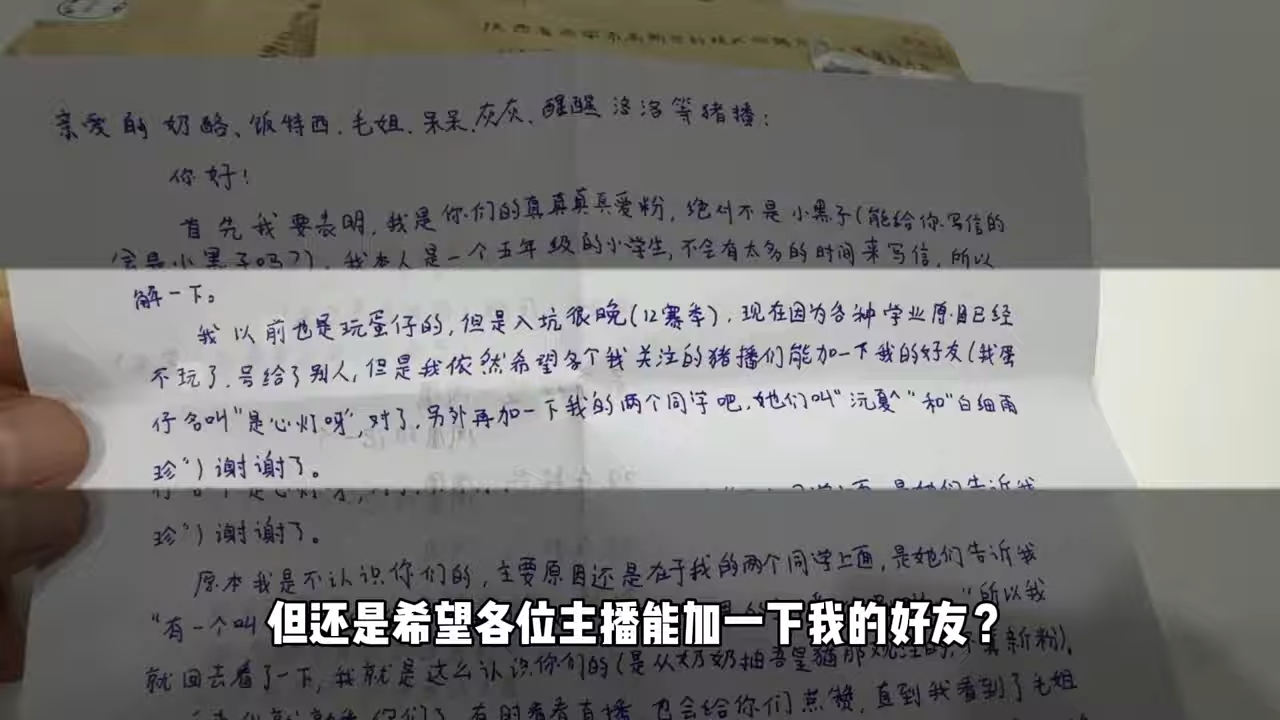 亲爱的奶酪、饭特西、毛姐、呆呆、灰灰、醒醒洛洛等猪播：
你好！
首先我要表明，我是你们的真真真真爱粉，绝对不是小黑子（能给你写信的
会是小黑子吗？），我本人是一个五年级的小学生，不会有太多的时间来写信，所以
解一下。
我以前也是玩蛋仔的，但是入坑很晚（12赛季），现在因为各种学业原因已经
不玩了，号给了别人，但是我依然希望各个我关注的猪播们能加一下我的好友（我蛋
仔名叫"是心灯呀"，对了，另外再加一下我的两个同学吧，她们叫"沅夏"和"白细雨
珍"）谢谢了。
珍"）谢谢了。
原本我是不认识你们的，主要原因还是在于我的两个同学上面，是她们告诉我
"有一个叫
"所以我
但还是希望各位主播能加一下我的好友？
就回去看了一下，我就是这么认识你们的（是从奶奶抽吾皇猫那
新粉），
有时看看直播，也会给你们点赞，直到我看到了毛姐